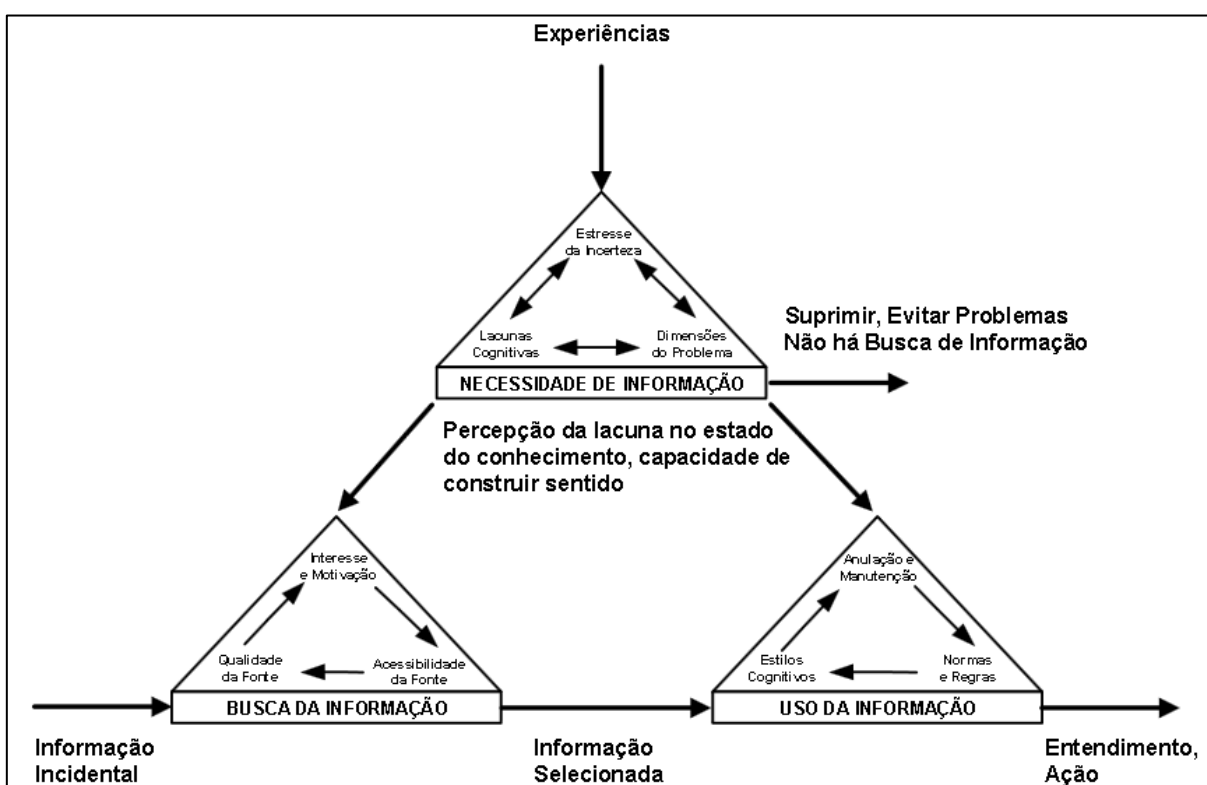 Experiências
Estresse
da Incerteza
Lacunas
Cognitivas
Dimensões
do Problema
NECESSIDADE DE INFORMAÇÃO
Suprimir, Evitar Problemas
Não há Busca de Informação
Percepção da lacuna no estado
do conhecimento, capacidade de
construir sentido
Interesse
e Motivação
Qualidade
da Fonte
Acessibilidade
da Fonte
BUSCA DA INFORMAÇÃO
Anulação e
Manutenção
Estilos
Cognitivos
Normas
e Regras
USO DA INFORMAÇÃO
Informação
Incidental
Informação
Selecionada
Entendimento,
Ação